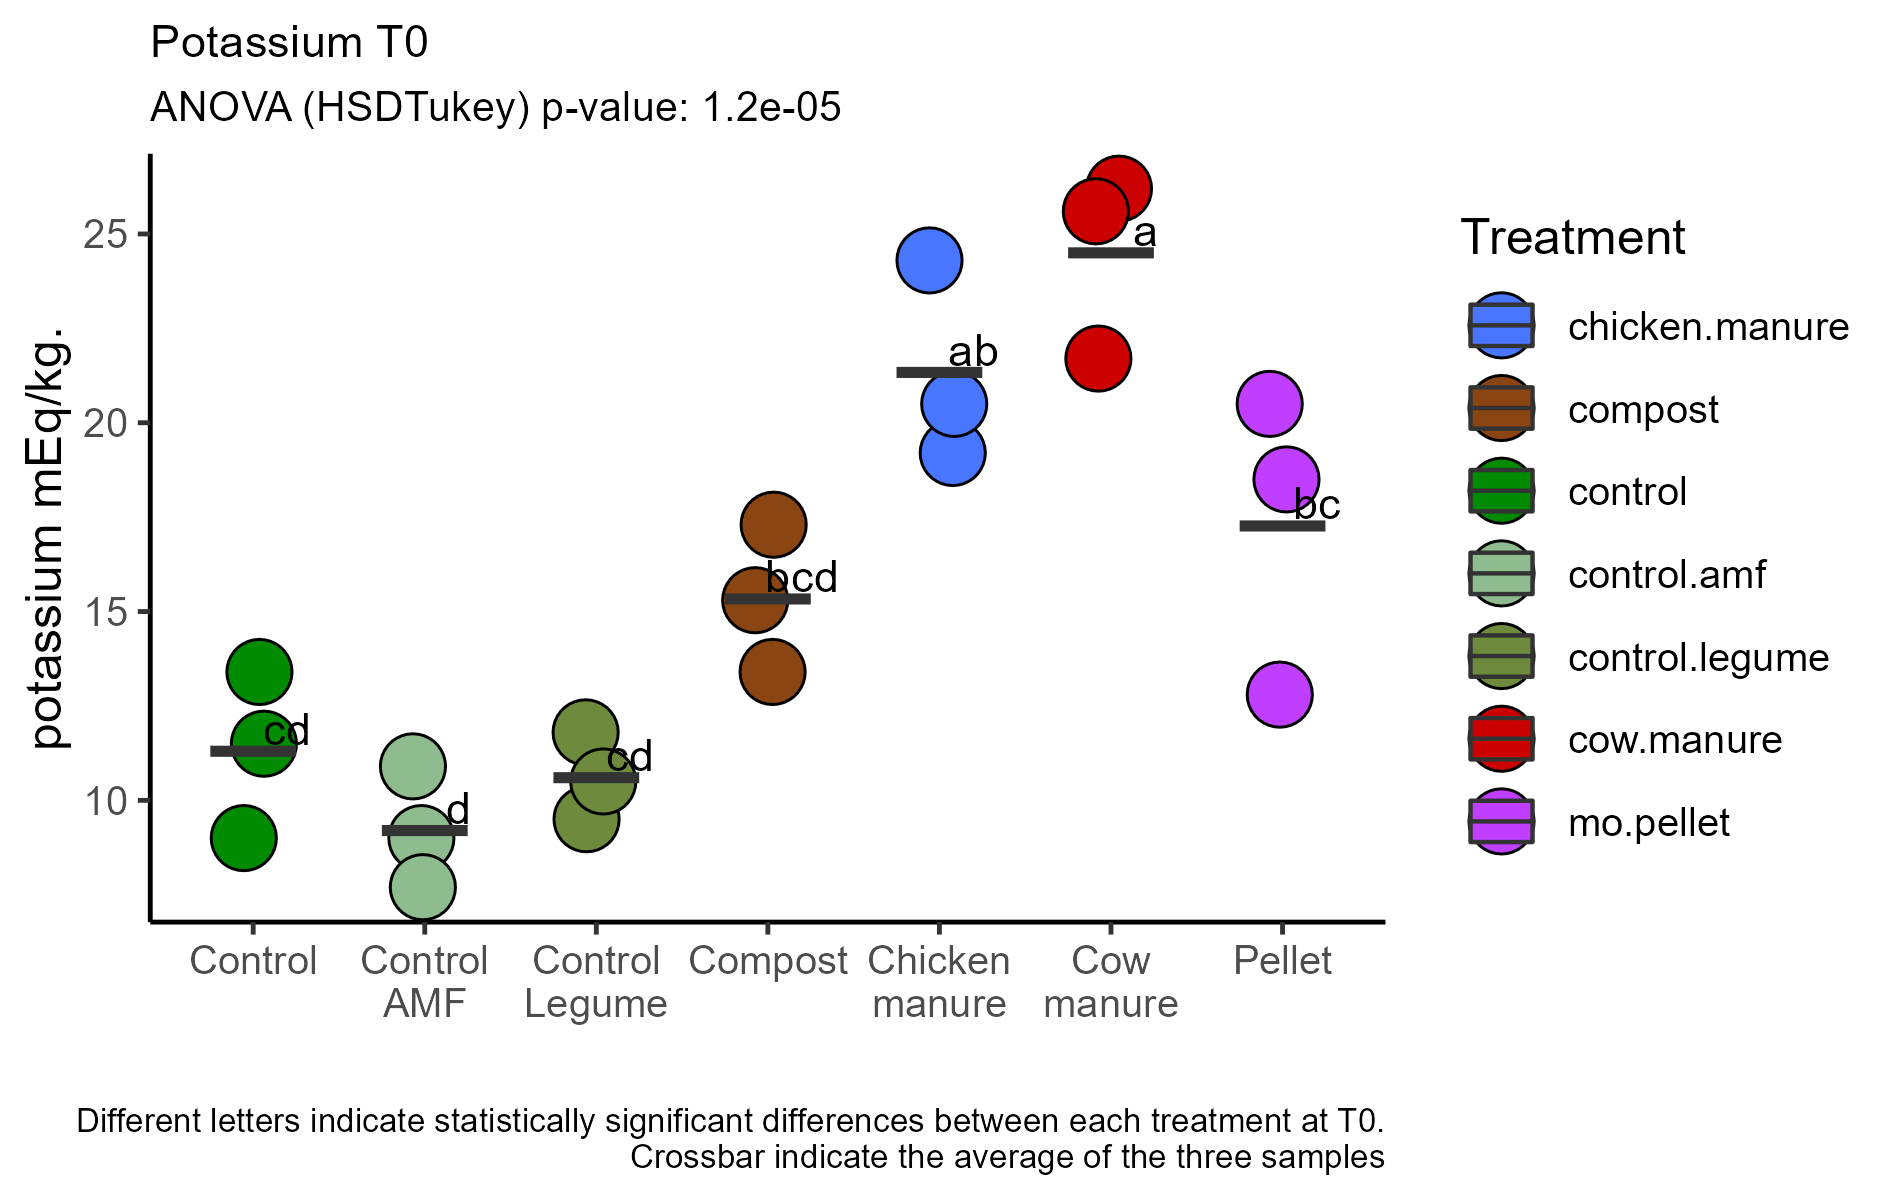 Potassium T0
ANOVA (HSDTukey) p-value: 1.2e-05
potassium mEq/kg.
25
20
15
10
cd
d
cd
bcd
ab
a
bc
Control
Control
AMF
Control
Legume
Compost
Chicken
manure
Cow
manure
Pellet
Treatment
chicken.manure
compost
control
control.amf
control.legume
cow.manure
mo.pellet
Different letters indicate statistically significant differences between each treatment at T0.
Crossbar indicate the average of the three samples